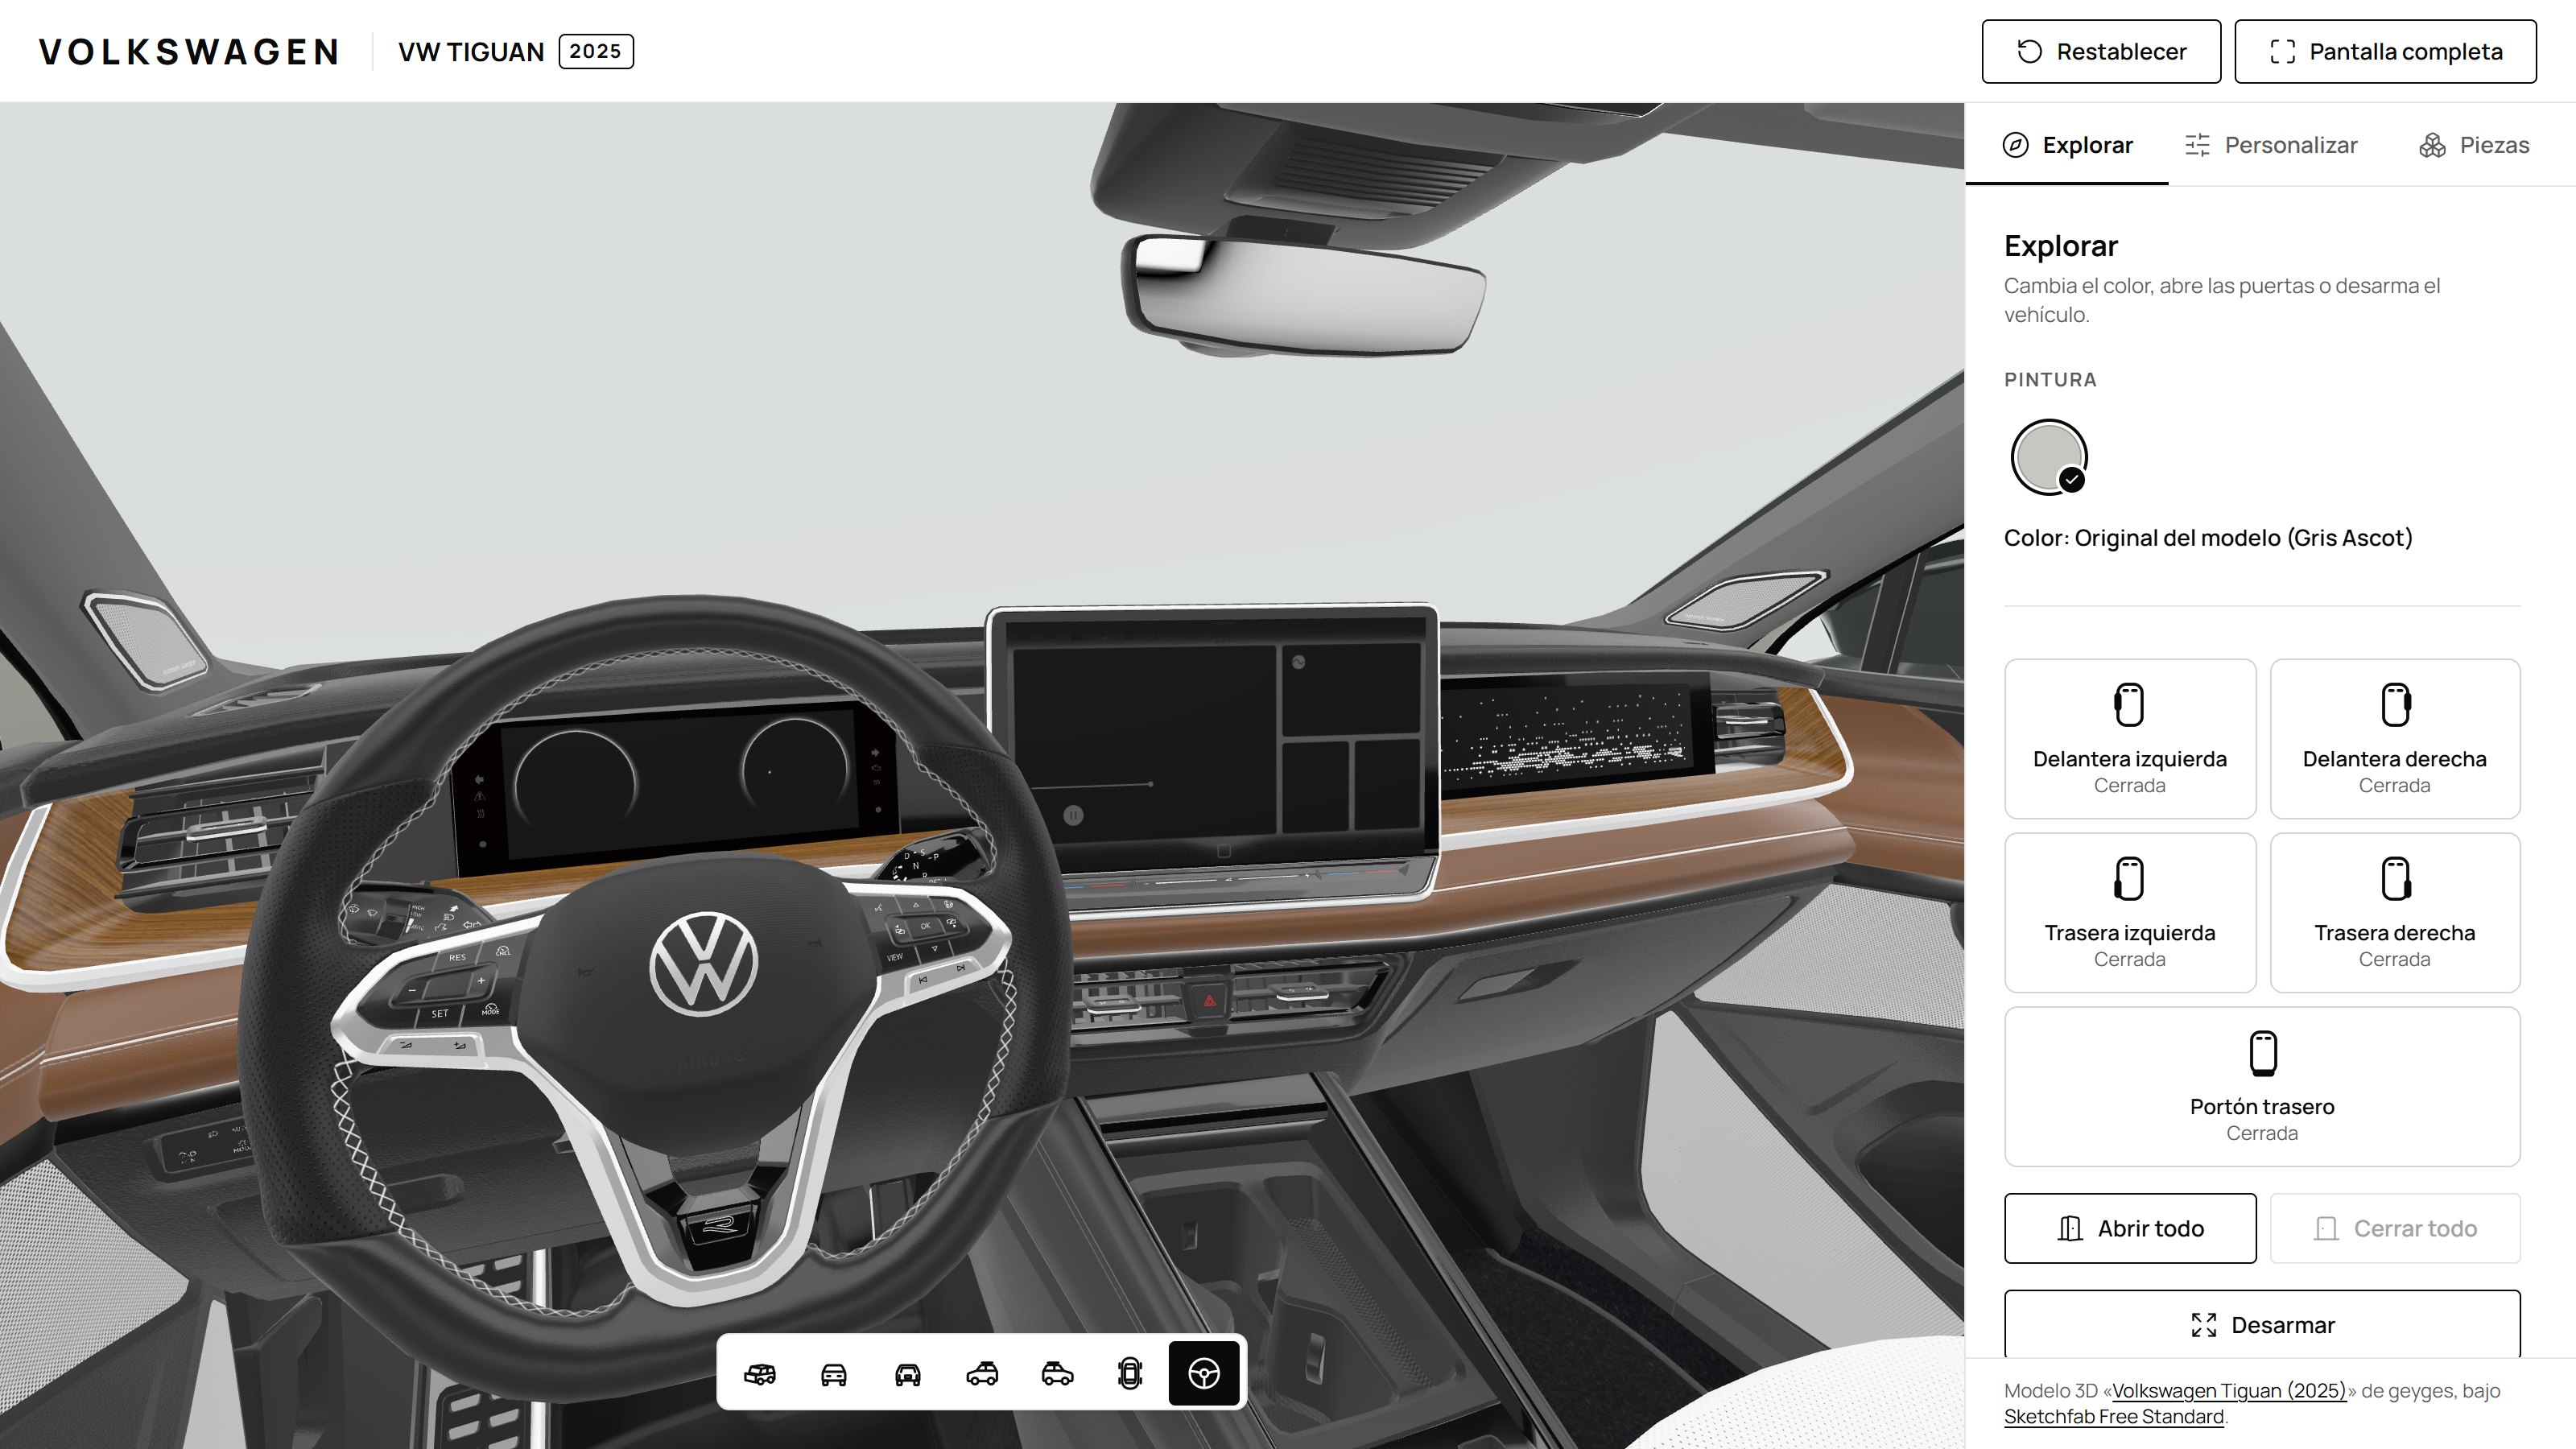 VOLKSWAGEN
VW TIGUAN
2025
Restablecer
Pantalla completa
Explorar
Personalizar
Piezas
Explorar
Cambia el color, abre las puertas o desarma el
vehículo.
PINTURA
Color: Original del modelo (Gris Ascot)
Delantera izquierda
Cerrada
Delantera derecha
Cerrada
Trasera izquierda
Cerrada
Trasera derecha
Cerrada
Portón trasero
Cerrada
Abrir todo
Cerrar todo
Desarmar
Modelo 3D «Volkswagen Tiguan (2025)» de geyges, bajo
Sketchfab Free Standard.
D • S - P
N
R
RES
CNCL
SET
MODE
OK
VIEW
AIRBAG